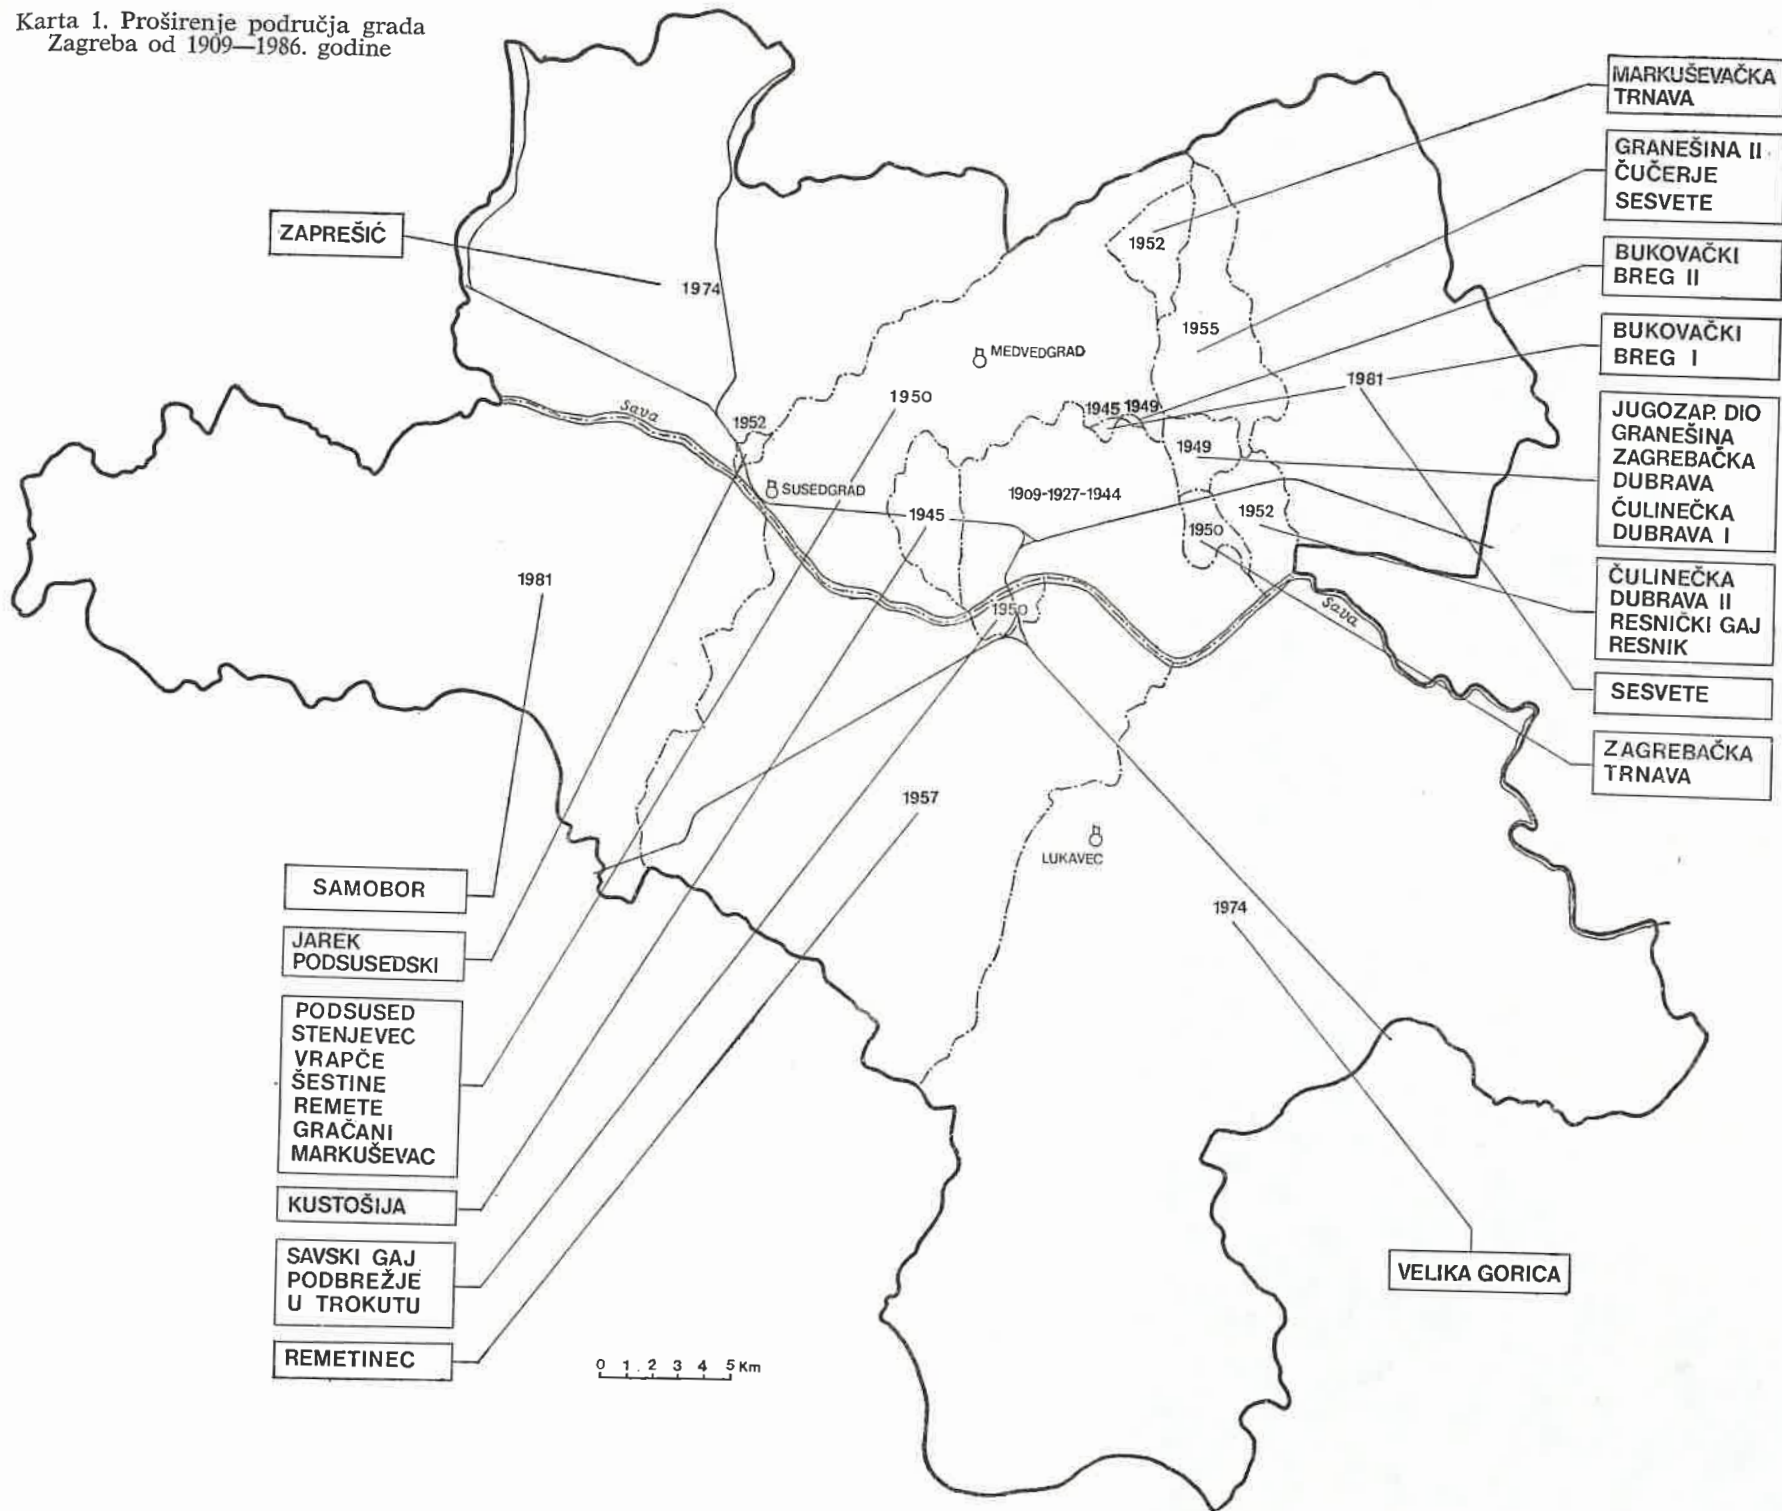 Karta 1. Proširenje područja grada
Zagreba od 1909—1986. godine
MARKUŠEVAČKA
TRNAVA
GRANEŠINA II
ČUČERJE
SESVETE
BUKOVAČKI
BREG II
BUKOVAČKI
BREG I
JUGOZAP. DIO
GRANEŠINA
ZAGREBAČKA
DUBRAVA
ČULINEČKA
DUBRAVA I
ČULINEČKA
DUBRAVA II
RESNIČKI GAJ
RESNIK
SESVETE
ZAGREBAČKA
TRNAVA
VELIKA GORICA
ZAPREŠIĆ
1974
1952
1955
MEDVEDGRAD
1981
1950
1945
1949
Sava
1952
1949
SUSEDGRAD
1909-1927-1944
1945
1952
1950
1981
1950
Sava
1957
LUKAVEC
1974
SAMOBOR
JAREK
PODSUSEDSKI
PODSUSED
STENJEVEC
VRAPČE
ŠESTINE
REMETE
GRAČANI
MARKUŠEVAC
KUSTOŠIJA
SAVSKI GAJ
PODBREŽJE
U TROKUTU
REMETINEC
0 1 2 3 4 5 Km